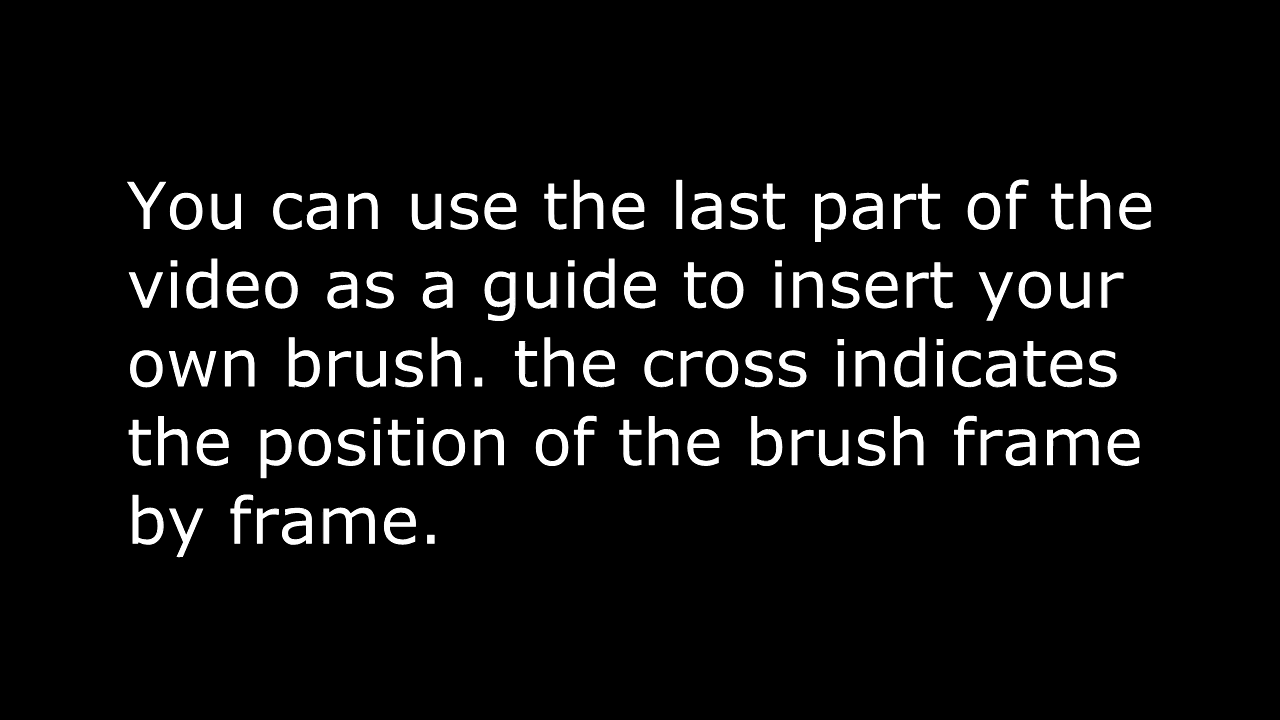 You can use the last part of the
video as a guide to insert your
own brush. the cross indicates
the position of the brush frame
by frame.